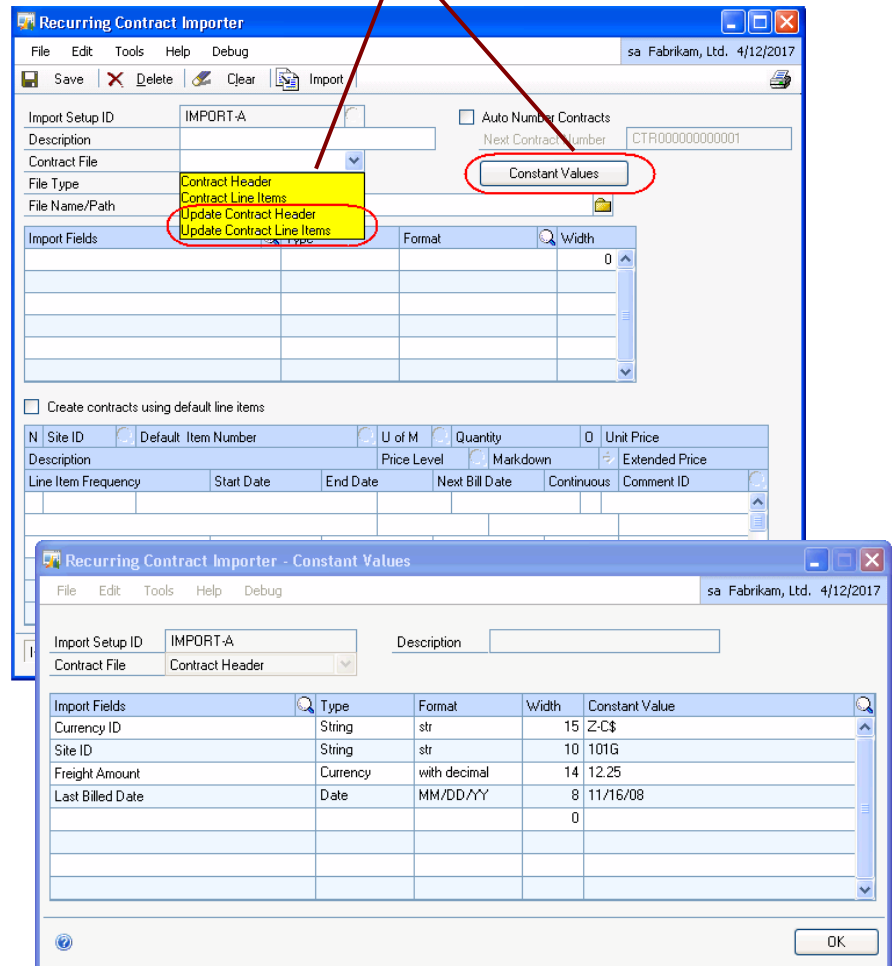 Recurring Contract Importer
File Edit Tools Help Debug sa Fabrikam, Ltd. 4/12/2017
Save Delete Clear Import
Import Setup ID IMPORT-A Auto Number Contracts
Description Next Contract Number CTR000000000001
Contract File
Constant Values
File Type Contract Header
Contract Line Items
File Name/Path Update Contract Header
Update Contract Line Items
Import Fields Type Format Width
0
Create contracts using default line items
N Site ID Default Item Number U of M Quantity O Unit Price
Description Price Level Markdown Extended Price
Line Item Frequency Start Date End Date Next Bill Date Continuous Comment ID
Recurring Contract Importer - Constant Values
File Edit Tools Help Debug sa Fabrikam, Ltd. 4/12/2017
Import Setup ID IMPORT-A Description
Contract File Contract Header
Import Fields Type Format Width Constant Value
Currency ID String str 15 Z-C$
Site ID String str 10 101G
Freight Amount Currency with decimal 14 12.25
Last Billed Date Date MM/DD/YY 8 11/16/08
0
OK